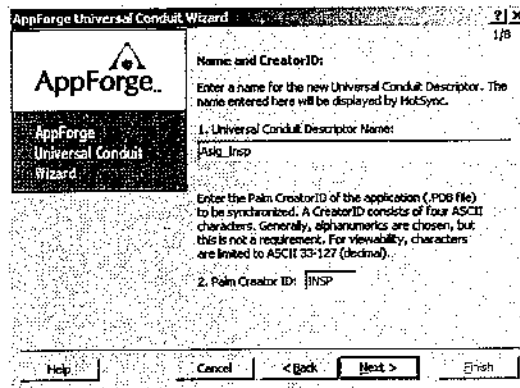 AppForge Universal Conduit Wizard
1/8
AppForge
AppForge
Universal Conduit
Wizard
Name and CreatorID:
Enter a name for the new Universal Conduit Descriptor. The
name entered here will be displayed by HotSync.
1. Universal Conduit Descriptor Name:
Asig_Insp
Enter the Palm CreatorID of the application (.PDB file)
to be synchronized. A CreatorID consists of four ASCII
characters. Generally, alphanumerics are chosen, but
this is not a requirement. For viewability, characters
are limited to ASCII 33-127 (decimal).
2. Palm Creator ID: INSP
Help Cancel < Back Next > Finish